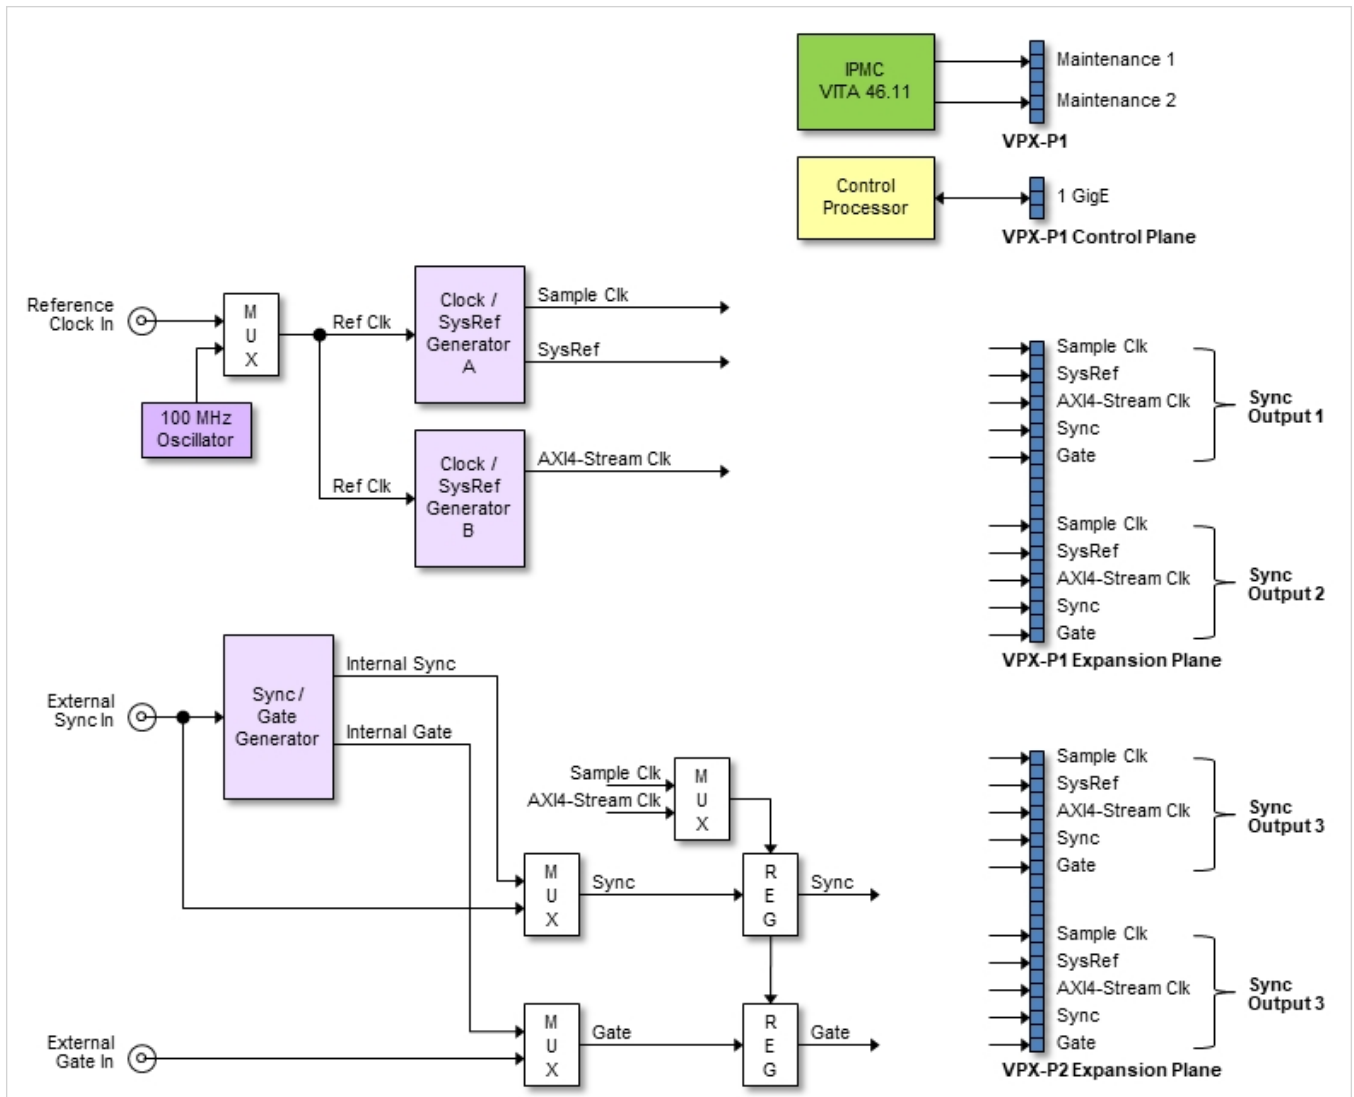 IPMC
VITA 46.11
Maintenance 1
Maintenance 2
VPX-P1
Control
Processor
1 GigE
VPX-P1 Control Plane
Reference
Clock In
M
U
X
100 MHz
Oscillator
Ref Clk
Clock /
SysRef
Generator
A
Sample Clk
SysRef
Ref Clk
Clock /
SysRef
Generator
B
AXI4-Stream Clk
Sample Clk
SysRef
AXI4-Stream Clk
Sync
Gate
Sync
Output 1
Sample Clk
SysRef
AXI4-Stream Clk
Sync
Gate
Sync
Output 2
VPX-P1 Expansion Plane
External
Sync In
Sync /
Gate
Generator
Internal Sync
Internal Gate
Sample Clk
AXI4-Stream Clk
M
U
X
M
U
X
Sync
R
E
G
Sync
External
Gate In
M
U
X
Gate
R
E
G
Gate
Sample Clk
SysRef
AXI4-Stream Clk
Sync
Gate
Sync
Output 3
Sample Clk
SysRef
AXI4-Stream Clk
Sync
Gate
Sync
Output 3
VPX-P2 Expansion Plane